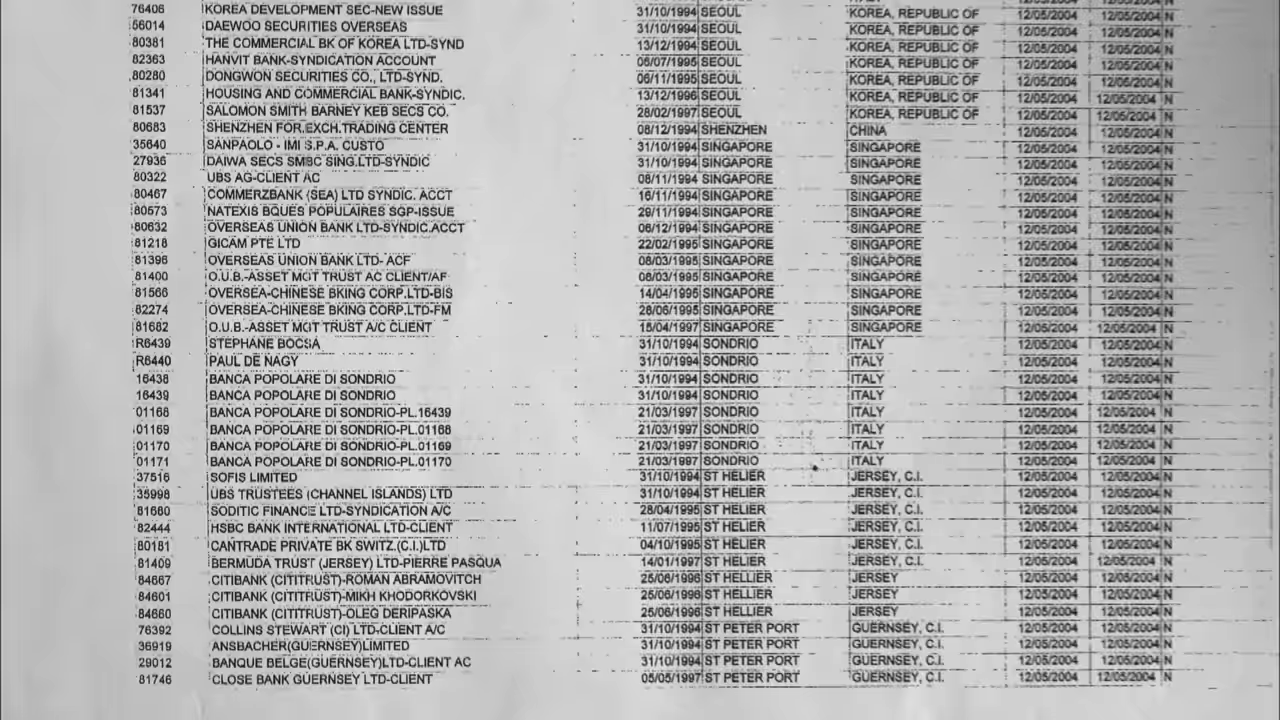 76406 KOREA DEVELOPMENT SEC-NEW ISSUE 31/10/1994 SEOUL KOREA, REPUBLIC OF 12/05/2004 12/05/2004 N
56014 DAEWOO SECURITIES OVERSEAS 31/10/1994 SEOUL KOREA, REPUBLIC OF 12/05/2004 12/05/2004 N
80381 THE COMMERCIAL BK OF KOREA LTD-SYND 13/12/1994 SEOUL KOREA, REPUBLIC OF 12/05/2004 12/05/2004 N
82363 HANVIT BANK-SYNDICATION ACCOUNT 05/07/1995 SEOUL KOREA, REPUBLIC OF 12/05/2004 12/05/2004 N
80280 DONGWON SECURITIES CO., LTD-SYND. 06/11/1995 SEOUL KOREA, REPUBLIC OF 12/05/2004 12/05/2004 N
81341 HOUSING AND COMMERCIAL BANK-SYNDIC. 13/12/1996 SEOUL KOREA, REPUBLIC OF 12/05/2004 12/05/2004 N
81537 SALOMON SMITH BARNEY KEB SECS CO. 28/02/1997 SEOUL KOREA, REPUBLIC OF 12/05/2004 12/05/2004 N
80683 SHENZHEN FOR.EXCH.TRADING CENTER 08/12/1994 SHENZHEN CHINA 12/05/2004 12/05/2004 N
35640 SANPAOLO - IMI S.P.A. CUSTO 31/10/1994 SINGAPORE SINGAPORE 12/05/2004 12/05/2004 N
27936 DAIWA SECS SMBC SING.LTD-SYNDIC 31/10/1994 SINGAPORE SINGAPORE 12/05/2004 12/05/2004 N
80322 UBS AG-CLIENT AC 08/11/1994 SINGAPORE SINGAPORE 12/05/2004 12/05/2004 N
80467 COMMERZBANK (SEA) LTD SYNDIC. ACCT 16/11/1994 SINGAPORE SINGAPORE 12/05/2004 12/05/2004 N
80573 NATEXIS BQUES POPULAIRES SGP-ISSUE 29/11/1994 SINGAPORE SINGAPORE 12/05/2004 12/05/2004 N
80632 OVERSEAS UNION BANK LTD-SYNDIC.ACCT 06/12/1994 SINGAPORE SINGAPORE 12/05/2004 12/05/2004 N
81218 GICAM PTE LTD 22/02/1995 SINGAPORE SINGAPORE 12/05/2004 12/05/2004 N
81396 OVERSEAS UNION BANK LTD- ACF 08/03/1995 SINGAPORE SINGAPORE 12/05/2004 12/05/2004 N
81400 O.U.B.-ASSET MGT TRUST AC CLIENT/AF 08/03/1995 SINGAPORE SINGAPORE 12/05/2004 12/05/2004 N
81566 OVERSEA-CHINESE BKING CORP.LTD-BIS 14/04/1995 SINGAPORE SINGAPORE 12/05/2004 12/05/2004 N
82274 OVERSEA-CHINESE BKING CORP.LTD-FM 28/06/1995 SINGAPORE SINGAPORE 12/05/2004 12/05/2004 N
81682 O.U.B.-ASSET MGT TRUST A/C CLIENT 15/04/1997 SINGAPORE SINGAPORE 12/05/2004 12/05/2004 N
R6439 STEPHANE BOCSA 31/10/1994 SONDRIO ITALY 12/05/2004 12/05/2004 N
R6440 PAUL DE NAGY 31/10/1994 SONDRIO ITALY 12/05/2004 12/05/2004 N
16438 BANCA POPOLARE DI SONDRIO 31/10/1994 SONDRIO ITALY 12/05/2004 12/05/2004 N
16439 BANCA POPOLARE DI SONDRIO 31/10/1994 SONDRIO ITALY 12/05/2004 12/05/2004 N
01168 BANCA POPOLARE DI SONDRIO-PL.16439 21/03/1997 SONDRIO ITALY 12/05/2004 12/05/2004 N
01169 BANCA POPOLARE DI SONDRIO-PL.01168 21/03/1997 SONDRIO ITALY 12/05/2004 12/05/2004 N
01170 BANCA POPOLARE DI SONDRIO-PL.01169 21/03/1997 SONDRIO ITALY 12/05/2004 12/05/2004 N
01171 BANCA POPOLARE DI SONDRIO-PL.01170 21/03/1997 SONDRIO ITALY 12/05/2004 12/05/2004 N
37516 SOFIS LIMITED 31/10/1994 ST HELIER JERSEY, C.I. 12/05/2004 12/05/2004 N
35998 UBS TRUSTEES (CHANNEL ISLANDS) LTD 31/10/1994 ST HELIER JERSEY, C.I. 12/05/2004 12/05/2004 N
81680 SODITIC FINANCE LTD-SYNDICATION A/C 28/04/1995 ST HELIER JERSEY, C.I. 12/05/2004 12/05/2004 N
82444 HSBC BANK INTERNATIONAL LTD-CLIENT 11/07/1995 ST HELIER JERSEY, C.I. 12/05/2004 12/05/2004 N
80181 CANTRADE PRIVATE BK SWITZ.(C.I.)LTD 04/10/1995 ST HELIER JERSEY, C.I. 12/05/2004 12/05/2004 N
81409 BERMUDA TRUST (JERSEY) LTD-PIERRE PASQUA 14/01/1997 ST HELIER JERSEY, C.I. 12/05/2004 12/05/2004 N
84667 CITIBANK (CITITRUST)-ROMAN ABRAMOVITCH 25/06/1996 ST HELLIER JERSEY 12/05/2004 12/05/2004 N
84601 CITIBANK (CITITRUST)-MIKH KHODORKOVSKI 25/06/1996 ST HELLIER JERSEY 12/05/2004 12/05/2004 N
84660 CITIBANK (CITITRUST)-OLEG DERIPASKA 25/06/1996 ST HELLIER JERSEY 12/05/2004 12/05/2004 N
76392 COLLINS STEWART (CI) LTD-CLIENT A/C 31/10/1994 ST PETER PORT GUERNSEY, C.I. 12/05/2004 12/05/2004 N
36919 ANSBACHER(GUERNSEY)LIMITED 31/10/1994 ST PETER PORT GUERNSEY, C.I. 12/05/2004 12/05/2004 N
29012 BANQUE BELGE(GUERNSEY)LTD-CLIENT AC 31/10/1994 ST PETER PORT GUERNSEY, C.I. 12/05/2004 12/05/2004 N
81746 CLOSE BANK GUERNSEY LTD-CLIENT 05/05/1997 ST PETER PORT GUERNSEY, C.I. 12/05/2004 12/05/2004 N